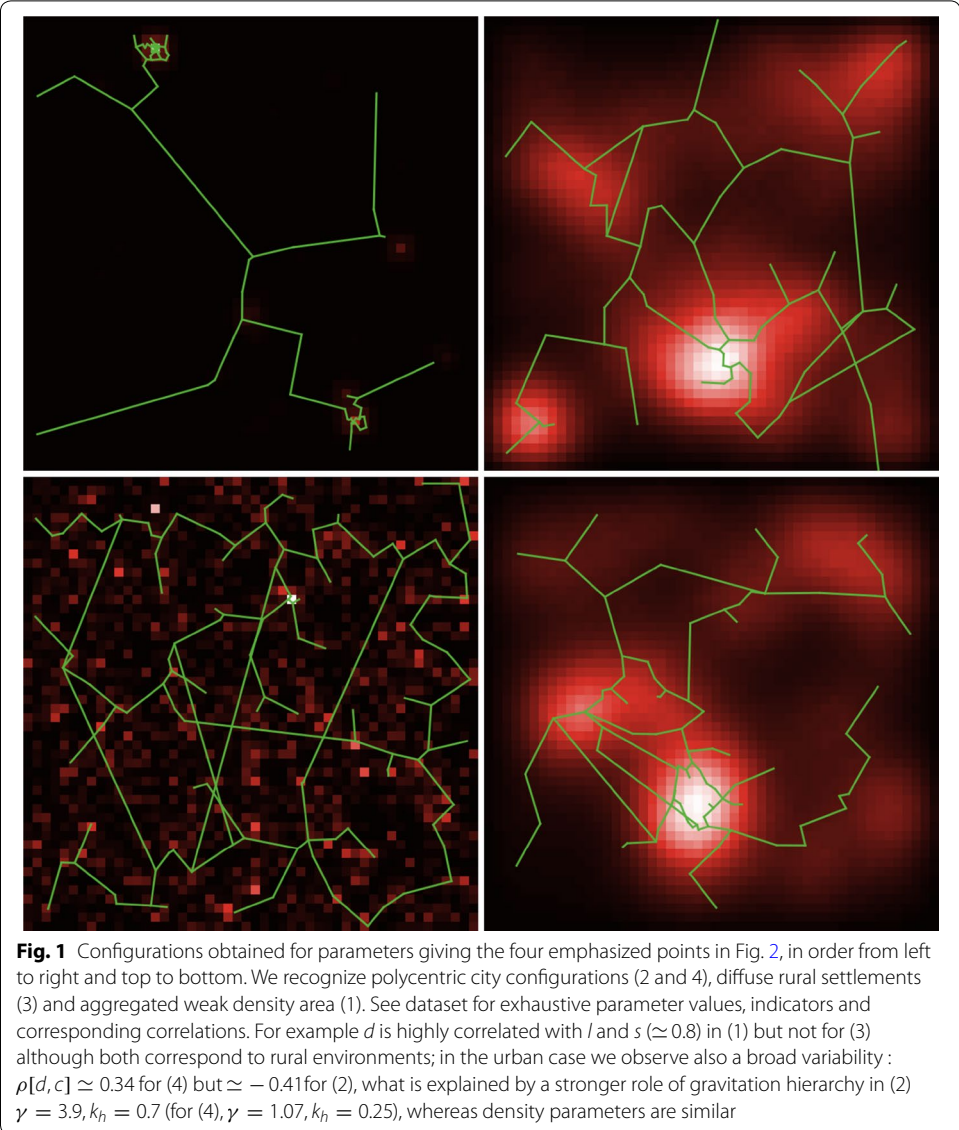 Fig. 1 Configurations obtained for parameters giving the four emphasized points in Fig. 2, in order from left
to right and top to bottom. We recognize polycentric city configurations (2 and 4), diffuse rural settlements
(3) and aggregated weak density area (1). See dataset for exhaustive parameter values, indicators and
corresponding correlations. For example d is highly correlated with l and s (≃ 0.8) in (1) but not for (3)
although both correspond to rural environments; in the urban case we observe also a broad variability :
ρ[d, c] ≃ 0.34 for (4) but ≃ − 0.41for (2), what is explained by a stronger role of gravitation hierarchy in (2)
γ = 3.9, kₕ = 0.7 (for (4), γ = 1.07, kₕ = 0.25), whereas density parameters are similar